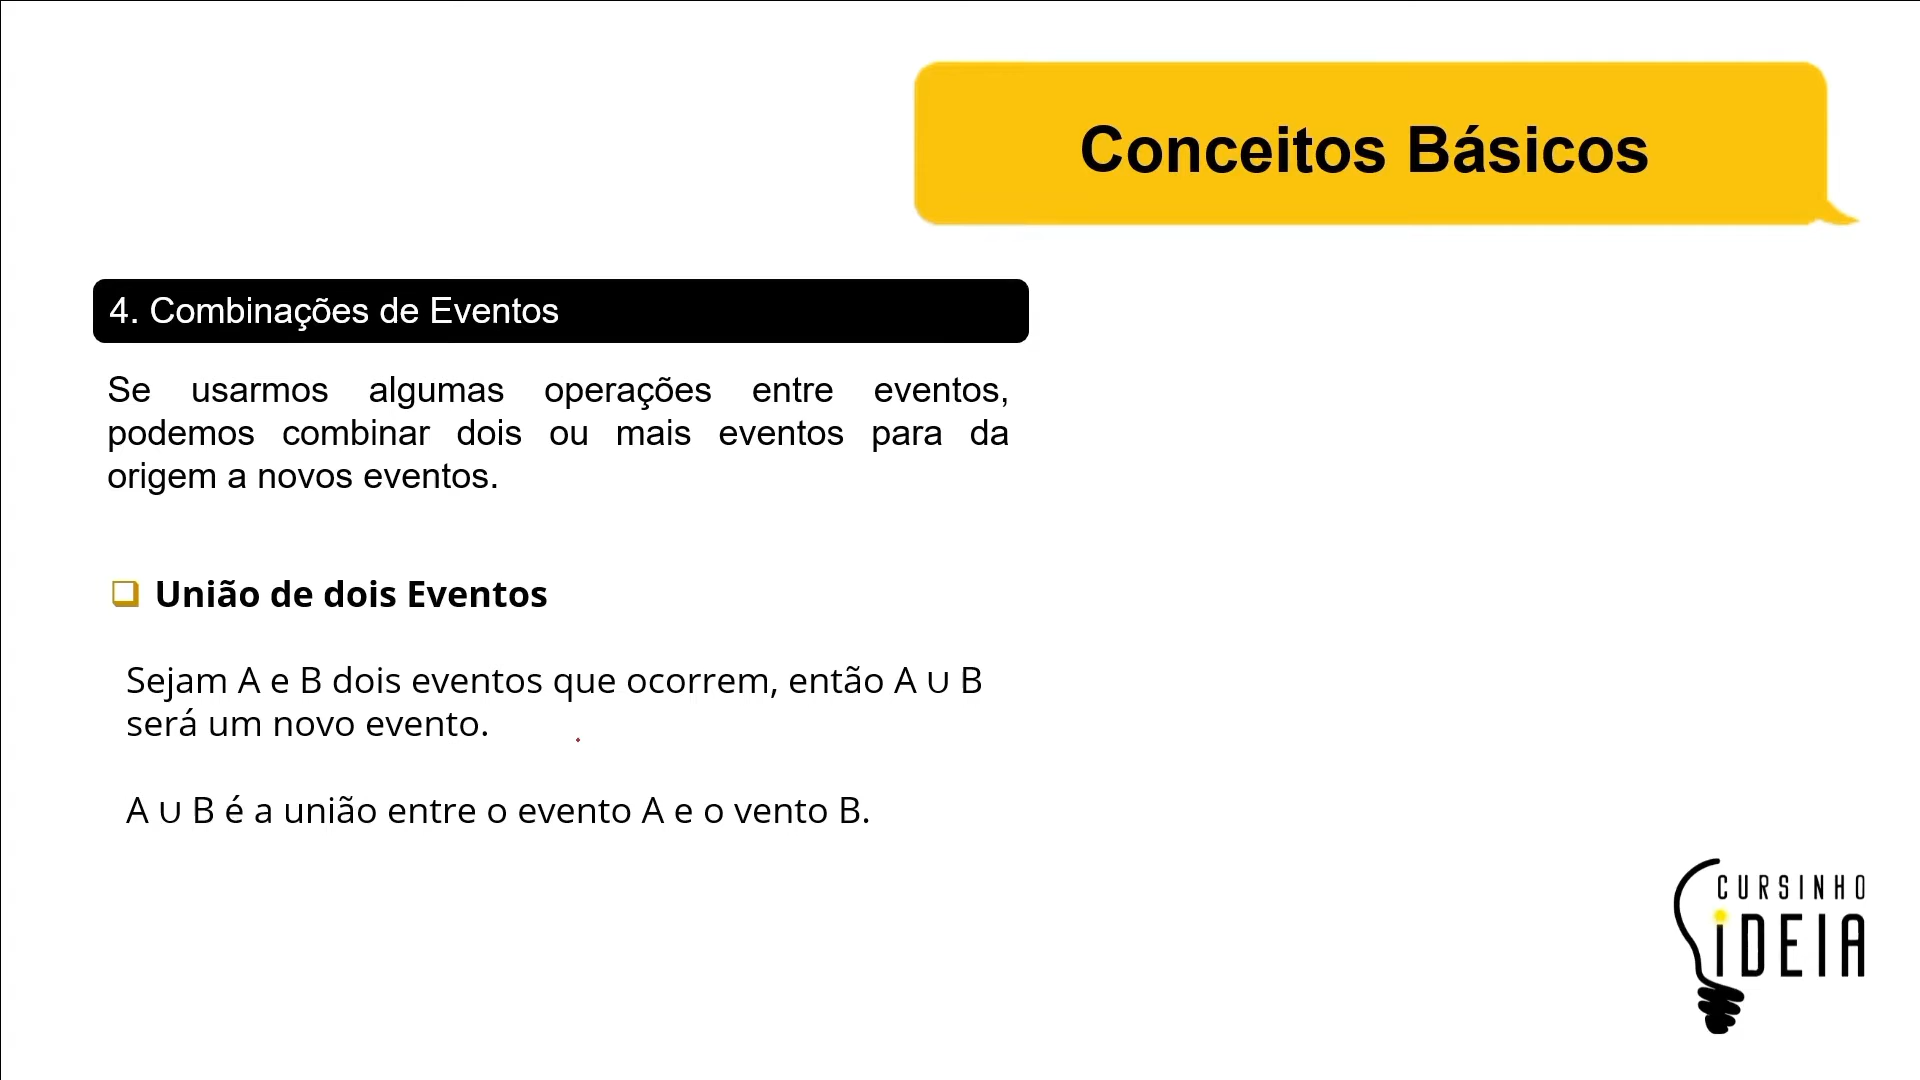 Conceitos Básicos
4. Combinações de Eventos
Se usarmos algumas operações entre eventos,
podemos combinar dois ou mais eventos para da
origem a novos eventos.
União de dois Eventos
Sejam A e B dois eventos que ocorrem, então A ∪ B
será um novo evento.
A ∪ B é a união entre o evento A e o vento B.
CURSINHO
iDEIA